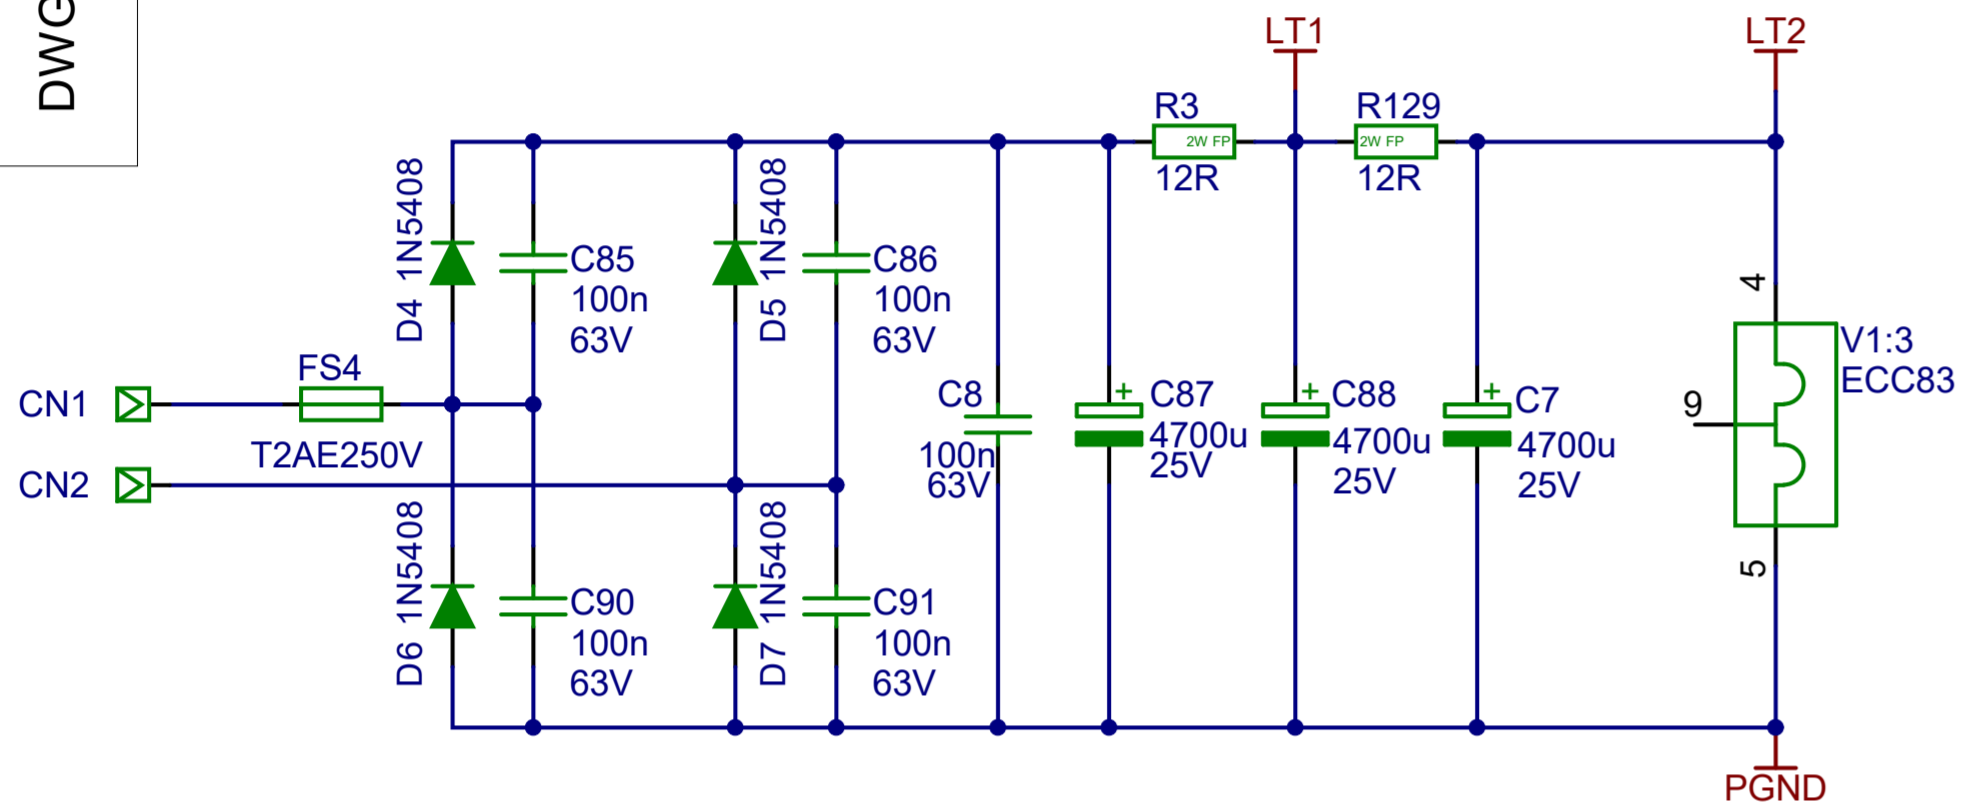 DWG
LT1
LT2
R3
2W FP
12R
R129
2W FP
12R
D4 1N5408
C85
100n
63V
D5 1N5408
C86
100n
63V
CN1
FS4
T2AE250V
CN2
C8
100n
63V
C87
4700u
25V
C88
4700u
25V
C7
4700u
25V
4
V1:3
ECC83
9
5
D6 1N5408
C90
100n
63V
D7 1N5408
C91
100n
63V
PGND